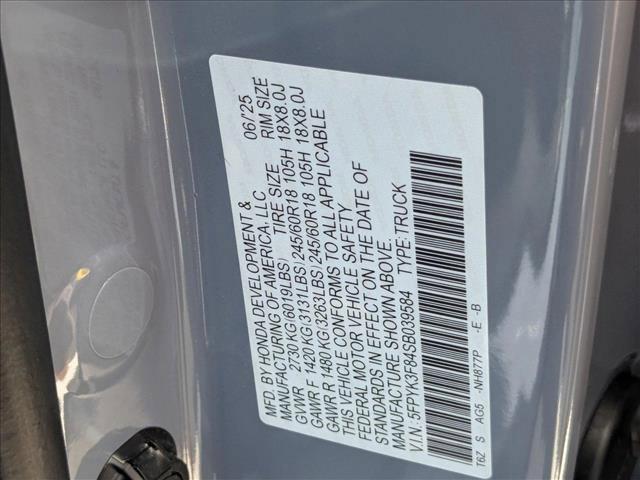 MFD. BY HONDA DEVELOPMENT &
MANUFACTURING OF AMERICA, LLC 06/'25
GVWR 2730 KG(6019LBS) TIRE SIZE RIM SIZE
GAWR F 1420 KG(3131LBS) 245/60R18 105H 18X8.0J
GAWR R 1480 KG(3263LBS) 245/60R18 105H 18X8.0J
THIS VEHICLE CONFORMS TO ALL APPLICABLE
FEDERAL MOTOR VEHICLE SAFETY
STANDARDS IN EFFECT ON THE DATE OF
MANUFACTURE SHOWN ABOVE.
V.I.N.:5FPYK3F84SB039584 TYPE:TRUCK
T6Z S AG5 -NH877P -E -B